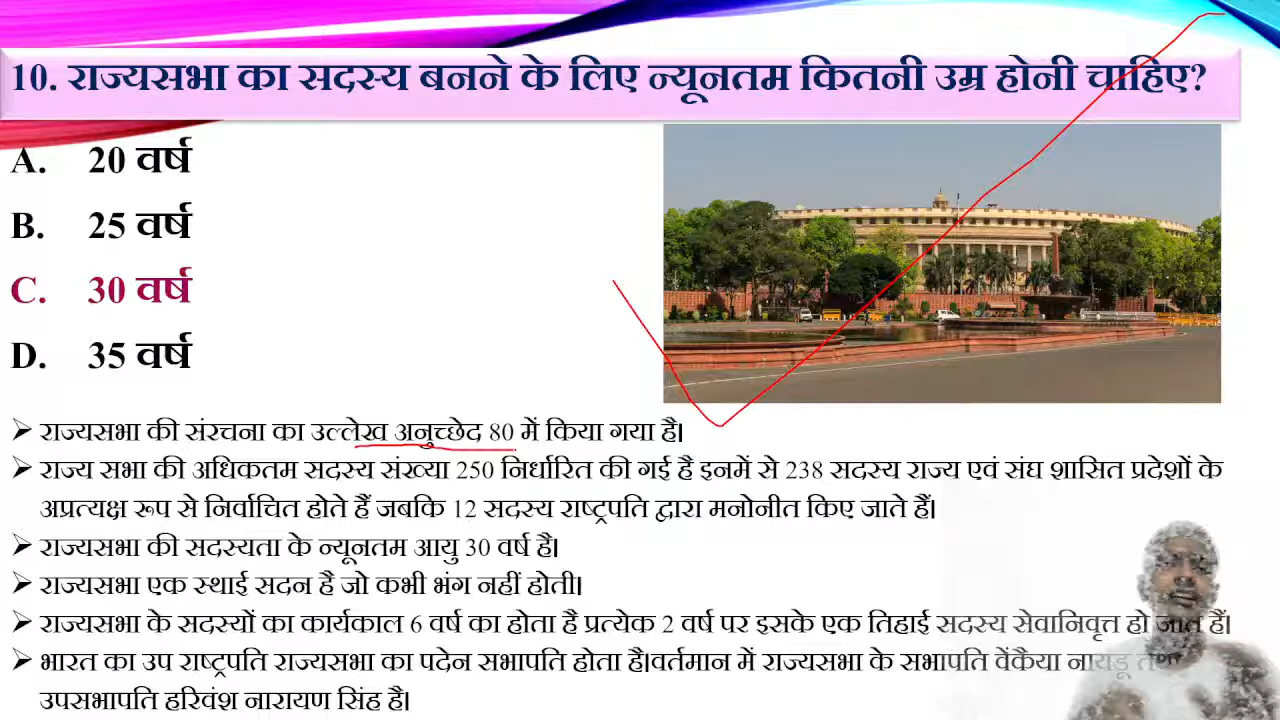 10. राज्यसभा का सदस्य बनने के लिए न्यूनतम कितनी उम्र होनी चाहिए?
A. 20 वर्ष
B. 25 वर्ष
C. 30 वर्ष
D. 35 वर्ष
➢ राज्यसभा की संरचना का उल्लेख अनुच्छेद 80 में किया गया है।
➢ राज्य सभा की अधिकतम सदस्य संख्या 250 निर्धारित की गई है इनमें से 238 सदस्य राज्य एवं संघ शासित प्रदेशों के
अप्रत्यक्ष रूप से निर्वाचित होते हैं जबकि 12 सदस्य राष्ट्रपति द्वारा मनोनीत किए जाते हैं।
➢ राज्यसभा की सदस्यता के न्यूनतम आयु 30 वर्ष है।
➢ राज्यसभा एक स्थाई सदन है जो कभी भंग नहीं होती।
➢ राज्यसभा के सदस्यों का कार्यकाल 6 वर्ष का होता है प्रत्येक 2 वर्ष पर इसके एक तिहाई सदस्य सेवानिवृत्त हो जाते हैं।
➢ भारत का उप राष्ट्रपति राज्यसभा का पदेन सभापति होता है।वर्तमान में राज्यसभा के सभापति वेंकैया नायडू तथा
उपसभापति हरिवंश नारायण सिंह है।